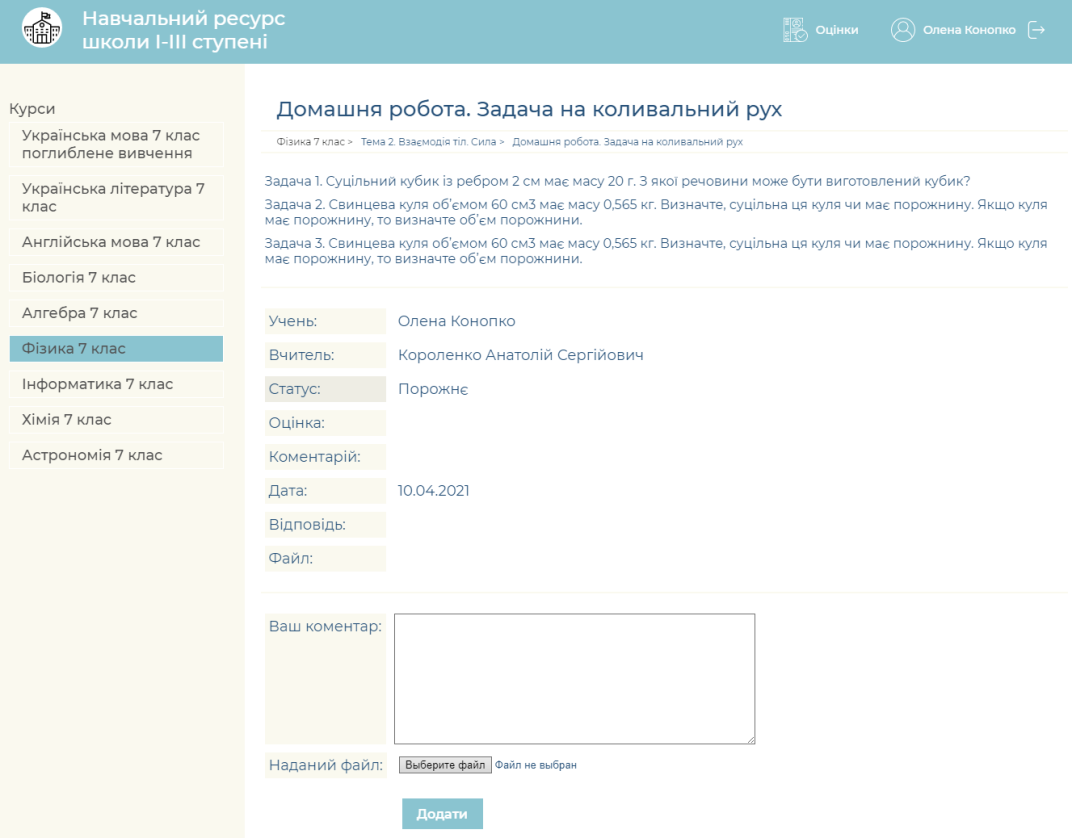 Навчальний ресурс
школи I-III ступені
Оцінки
Олена Конопко
Курси
Українська мова 7 клас
поглиблене вивчення
Українська література 7
клас
Англійська мова 7 клас
Біологія 7 клас
Алгебра 7 клас
Фізика 7 клас
Інформатика 7 клас
Хімія 7 клас
Астрономія 7 клас
Домашня робота. Задача на коливальний рух
Фізика 7 клас > Тема 2. Взаємодія тіл. Сила > Домашня робота. Задача на коливальний рух
Задача 1. Суцільний кубик із ребром 2 см має масу 20 г. З якої речовини може бути виготовлений кубик?
Задача 2. Свинцева куля об’ємом 60 см3 має масу 0,565 кг. Визначте, суцільна ця куля чи має порожнину. Якщо куля
має порожнину, то визначте об’єм порожнини.
Задача 3. Свинцева куля об’ємом 60 см3 має масу 0,565 кг. Визначте, суцільна ця куля чи має порожнину. Якщо куля
має порожнину, то визначте об’єм порожнини.
Учень: Олена Конопко
Вчитель: Короленко Анатолій Сергійович
Статус: Порожнє
Оцінка:
Коментарій:
Дата: 10.04.2021
Відповідь:
Файл:
Ваш коментар:
Наданий файл: Выберите файл Файл не выбран
Додати